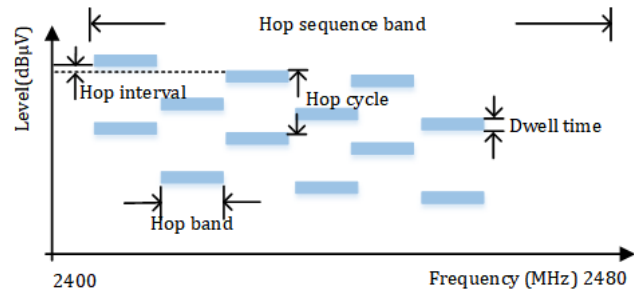 Hop sequence band
Level(dBμV)
Hop interval
Hop cycle
Dwell time
Hop band
2400
Frequency (MHz) 2480